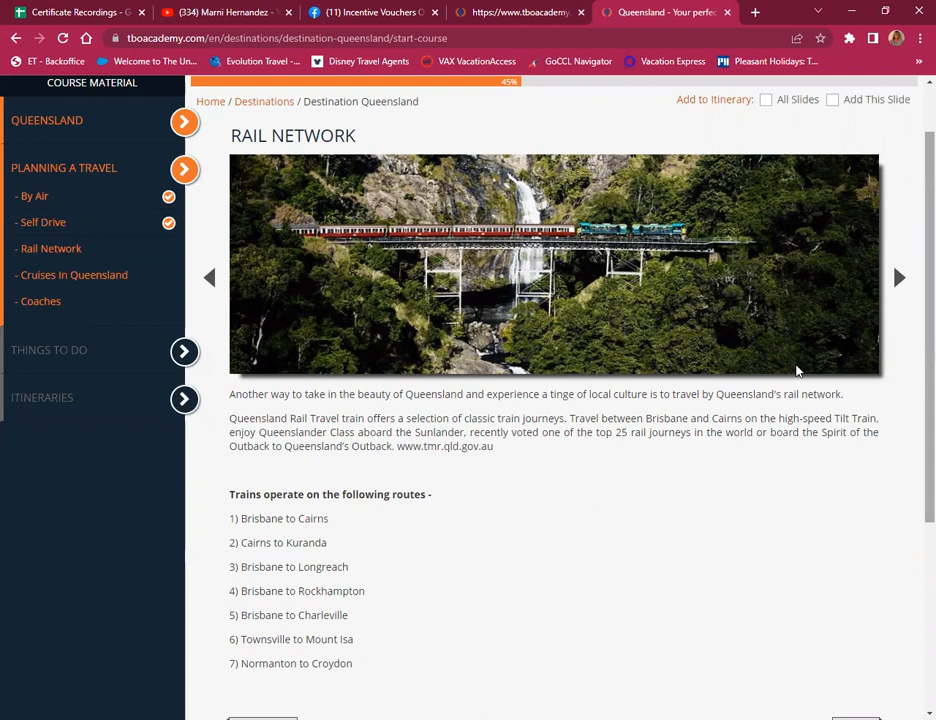 Certificate Recordings - G
(334) Marni Hernandez -
(11) Incentive Vouchers O
https://www.tboacademy.com
Queensland - Your perfec
tboacademy.com/en/destinations/destination-queensland/start-course
ET - Backoffice
Welcome to The Un...
Evolution Travel -...
Disney Travel Agents
VAX VacationAccess
GoCCL Navigator
Vacation Express
Pleasant Holidays: T...
COURSE MATERIAL
QUEENSLAND
PLANNING A TRAVEL
- By Air
- Self Drive
- Rail Network
- Cruises In Queensland
- Coaches
THINGS TO DO
ITINERARIES
45%
Home / Destinations / Destination Queensland
Add to Itinerary: All Slides Add This Slide
RAIL NETWORK
Another way to take in the beauty of Queensland and experience a tinge of local culture is to travel by Queensland's rail network.
Queensland Rail Travel train offers a selection of classic train journeys. Travel between Brisbane and Cairns on the high-speed Tilt Train,
enjoy Queenslander Class aboard the Sunlander, recently voted one of the top 25 rail journeys in the world or board the Spirit of the
Outback to Queensland's Outback. www.tmr.qld.gov.au
Trains operate on the following routes -
1) Brisbane to Cairns
2) Cairns to Kuranda
3) Brisbane to Longreach
4) Brisbane to Rockhampton
5) Brisbane to Charleville
6) Townsville to Mount Isa
7) Normanton to Croydon